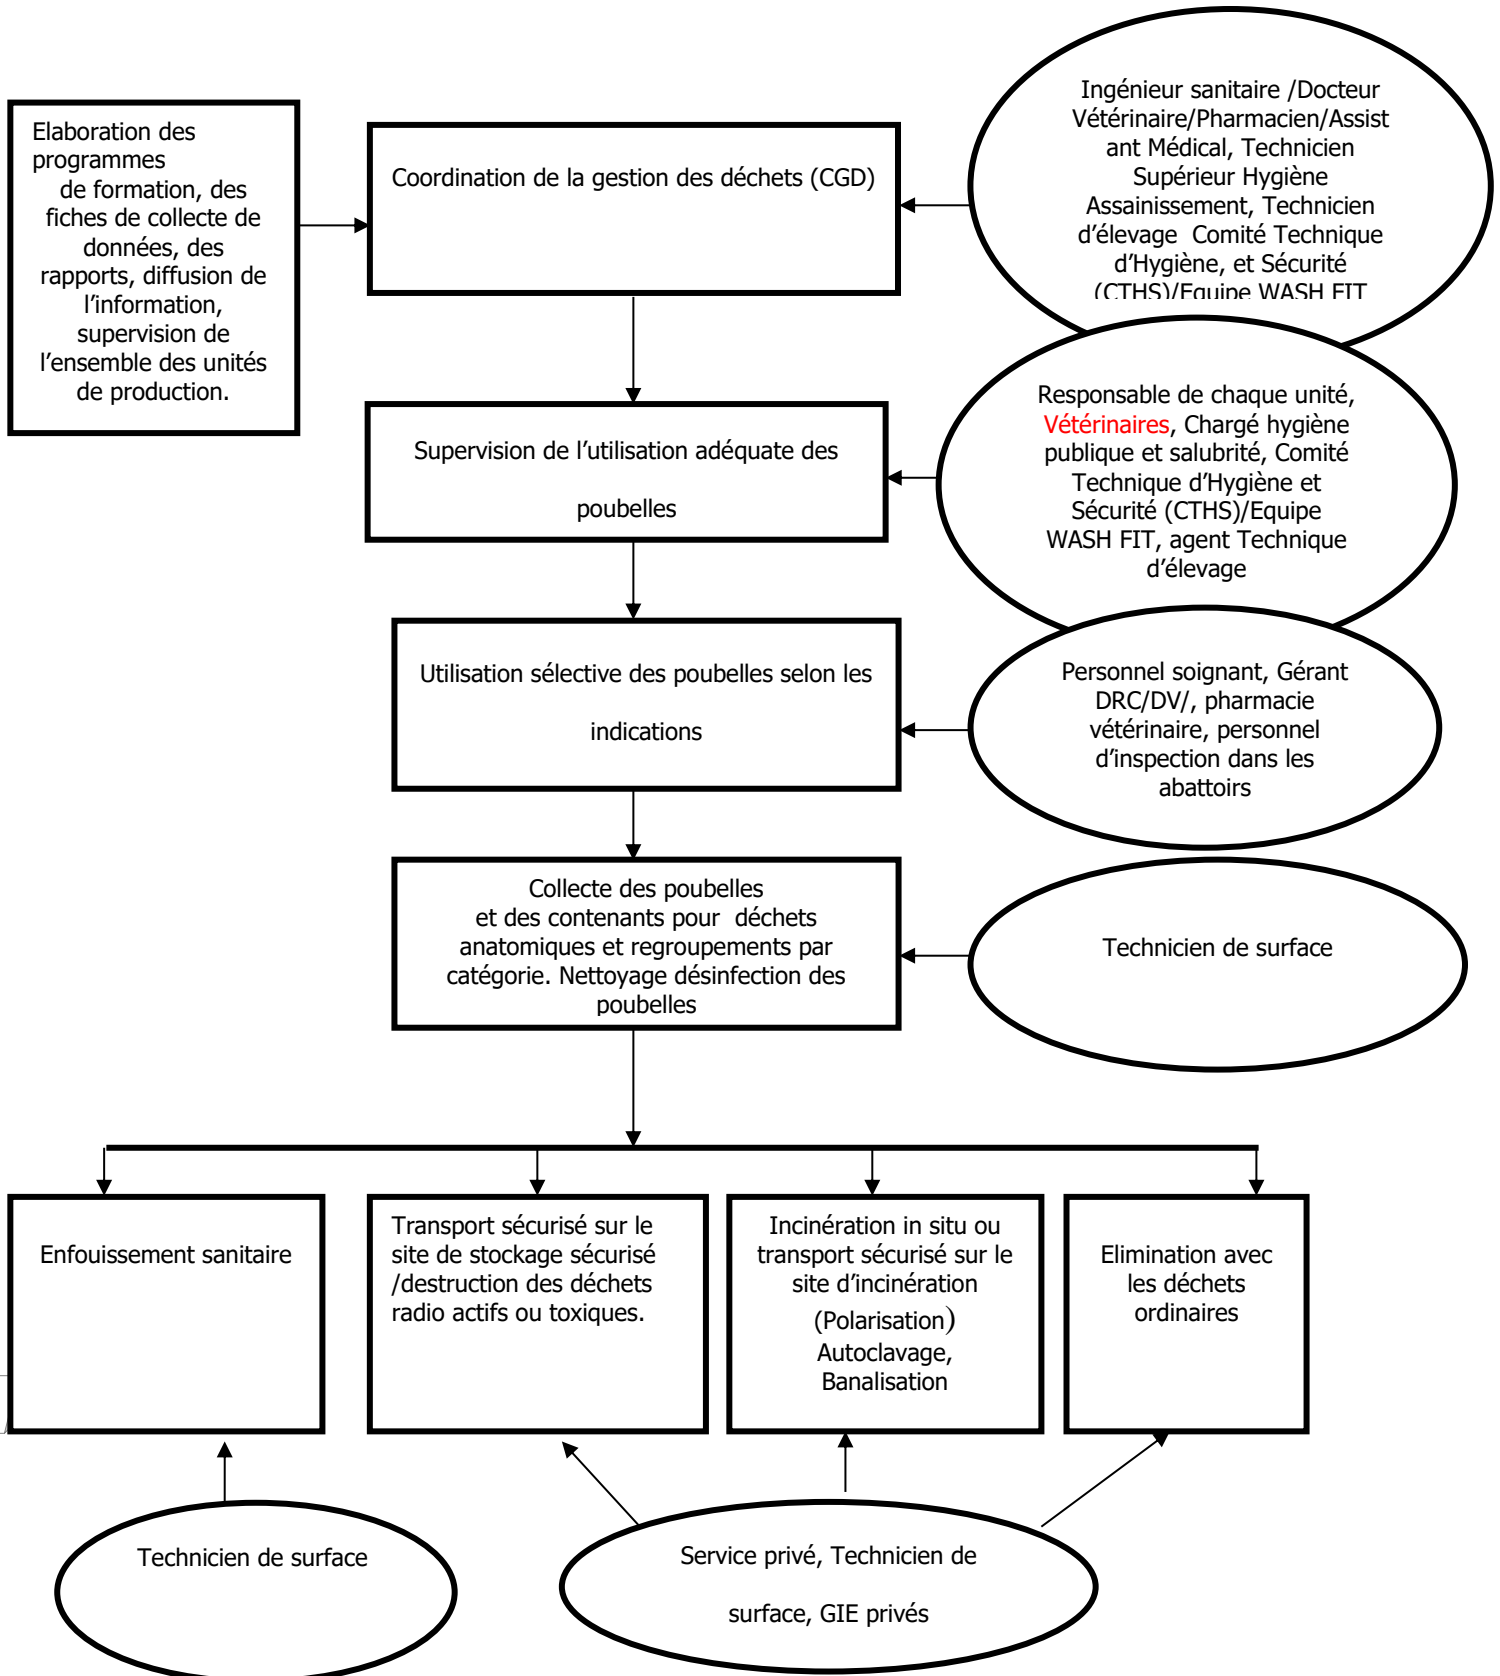 Elaboration des
programmes
de formation, des
fiches de collecte de
données, des
rapports, diffusion de
l’information,
supervision de
l’ensemble des unités
de production.
Coordination de la gestion des déchets (CGD)
Ingénieur sanitaire /Docteur
Vétérinaire/Pharmacien/Assist
ant Médical, Technicien
Supérieur Hygiène
Assainissement, Technicien
d’élevage  Comité Technique
d’Hygiène, et Sécurité
(CTHS)/Equipe WASH FIT
Supervision de l’utilisation adéquate des
poubelles
Responsable de chaque unité,
Vétérinaires, Chargé hygiène
publique et salubrité, Comité
Technique d’Hygiène et
Sécurité (CTHS)/Equipe
WASH FIT, agent Technique
d’élevage
Utilisation sélective des poubelles selon les
indications
Personnel soignant, Gérant
DRC/DV/, pharmacie
vétérinaire, personnel
d’inspection dans les
abattoirs
Collecte des poubelles
et des contenants pour  déchets
anatomiques et regroupements par
catégorie. Nettoyage désinfection des
poubelles
Technicien de surface
Enfouissement sanitaire
Transport sécurisé sur le
site de stockage sécurisé
/destruction des déchets
radio actifs ou toxiques.
Incinération in situ ou
transport sécurisé sur le
site d’incinération
(Polarisation)
Autoclavage,
Banalisation
Elimination avec
les déchets
ordinaires
Technicien de surface
Service privé, Technicien de
surface, GIE privés